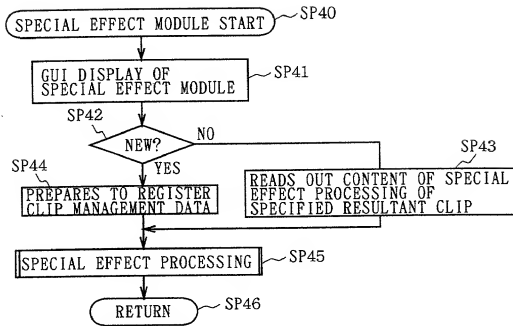 SPECIAL EFFECT MODULE START
SP40
GUI DISPLAY OF
SPECIAL EFFECT MODULE
SP41
SP42
NEW?
NO
YES
SP43
SP44
PREPARES TO REGISTER
CLIP MANAGEMENT DATA
READS OUT CONTENT OF SPECIAL
EFFECT PROCESSING OF
SPECIFIED RESULTANT CLIP
SPECIAL EFFECT PROCESSING
SP45
RETURN
SP46